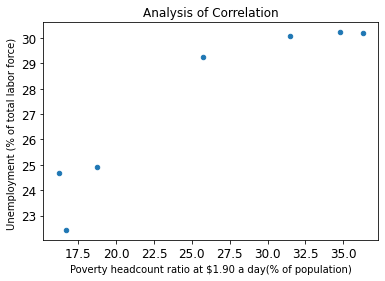 Analysis of Correlation
30
29
28
27
26
25
24
23
Unemployment (% of total labor force)
17.5 20.0 22.5 25.0 27.5 30.0 32.5 35.0
Poverty headcount ratio at $1.90 a day(% of population)